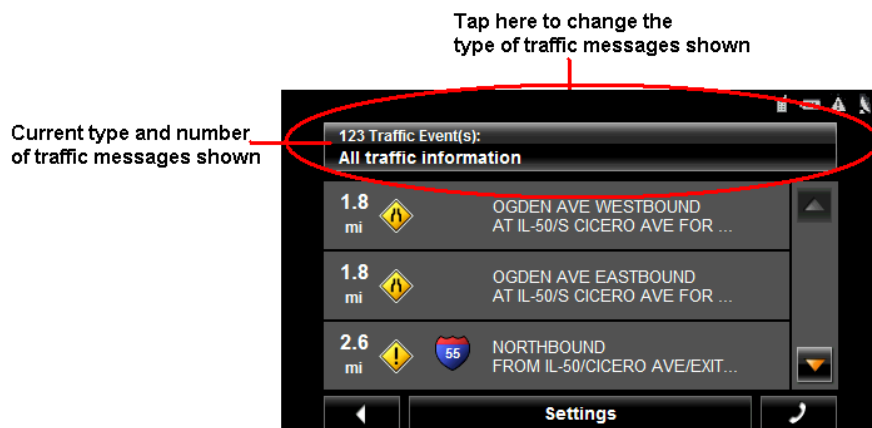 Tap here to change the
type of traffic messages shown
Current type and number
of traffic messages shown
123 Traffic Event(s):
All traffic information
1.8
mi
OGDEN AVE WESTBOUND
AT IL-50/S CICERO AVE FOR ...
1.8
mi
OGDEN AVE EASTBOUND
AT IL-50/S CICERO AVE FOR ...
2.6
mi
55
NORTHBOUND
FROM IL-50/CICERO AVE/EXIT...
Settings